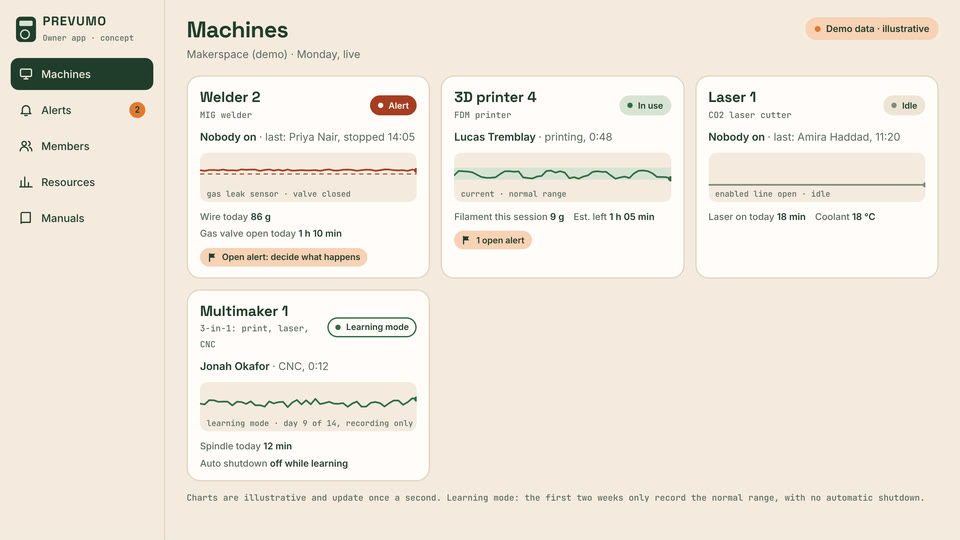 PREVUMO
Owner app · concept
Machines
Alerts
2
Members
Resources
Manuals
Machines
Makerspace (demo) · Monday, live
Demo data · illustrative
Welder 2
MIG welder
Alert
Nobody on · last: Priya Nair, stopped 14:05
gas leak sensor · valve closed
Wire today 86 g
Gas valve open today 1 h 10 min
Open alert: decide what happens
3D printer 4
FDM printer
In use
Lucas Tremblay · printing, 0:48
current · normal range
Filament this session 9 g Est. left 1 h 05 min
1 open alert
Laser 1
CO2 laser cutter
Idle
Nobody on · last: Amira Haddad, 11:20
enabled line open · idle
Laser on today 18 min Coolant 18 °C
Multimaker 1
3-in-1: print, laser,
CNC
Learning mode
Jonah Okafor · CNC, 0:12
learning mode · day 9 of 14, recording only
Spindle today 12 min
Auto shutdown off while learning
Charts are illustrative and update once a second. Learning mode: the first two weeks only record the normal range, with no automatic shutdown.